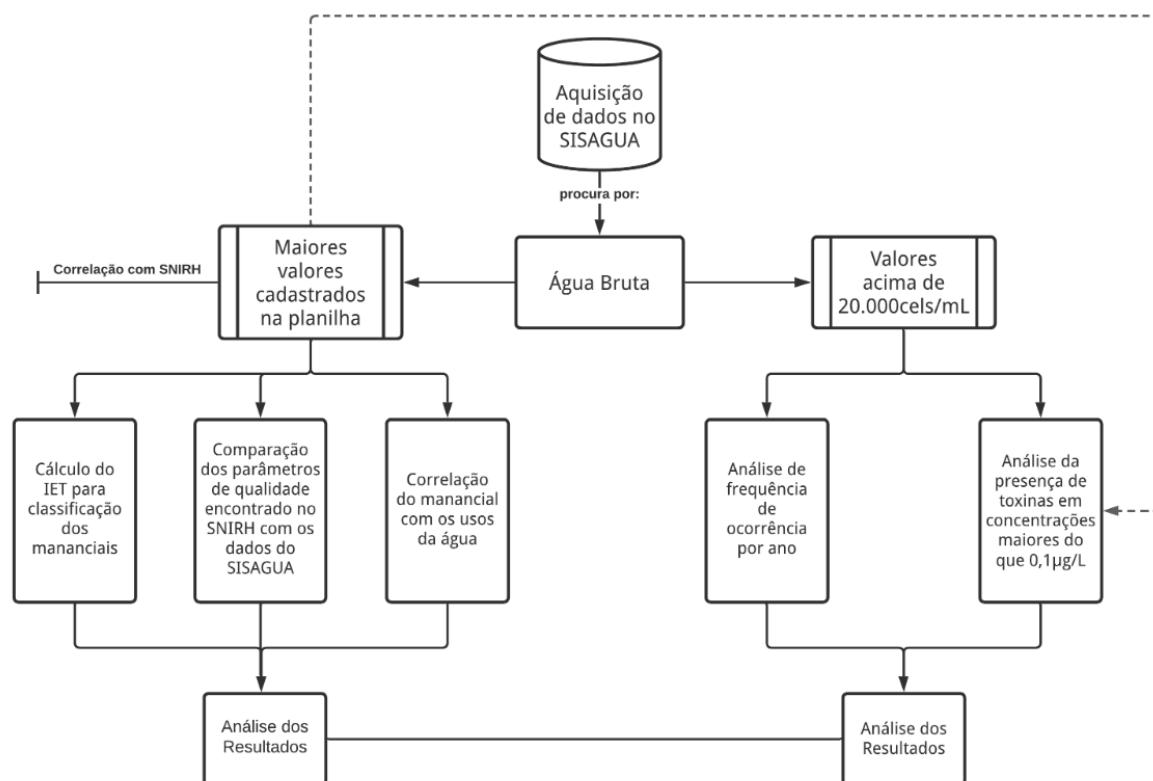 Aquisição
de dados no
SISAGUA
procura por:
Maiores
valores
cadastrados
na planilha
Correlação com SNIRH
Água Bruta
Valores
acima de
20.000cels/mL
Cálculo do
IET para
classificação
dos
mananciais
Comparação
dos parâmetros
de qualidade
encontrado no
SNIRH com os
dados do
SISAGUA
Correlação
do manancial
com os usos
da água
Análise de
frequência
de
ocorrência
por ano
Análise da
presença de
toxinas em
concentrações
maiores do
que 0,1µg/L
Análise dos
Resultados
Análise dos
Resultados